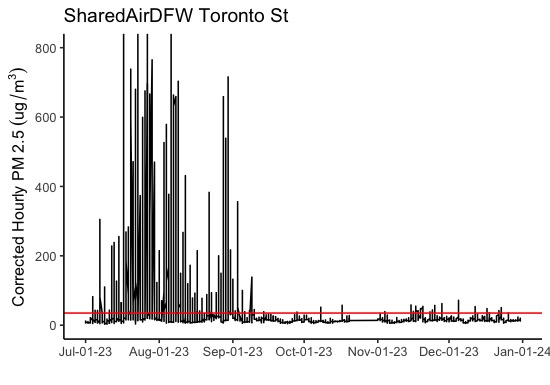 SharedAirDFW Toronto St
Corrected Hourly PM 2.5 (ug/m³)
800
600
400
200
0
Jul-01-23 Aug-01-23 Sep-01-23 Oct-01-23 Nov-01-23 Dec-01-23 Jan-01-24